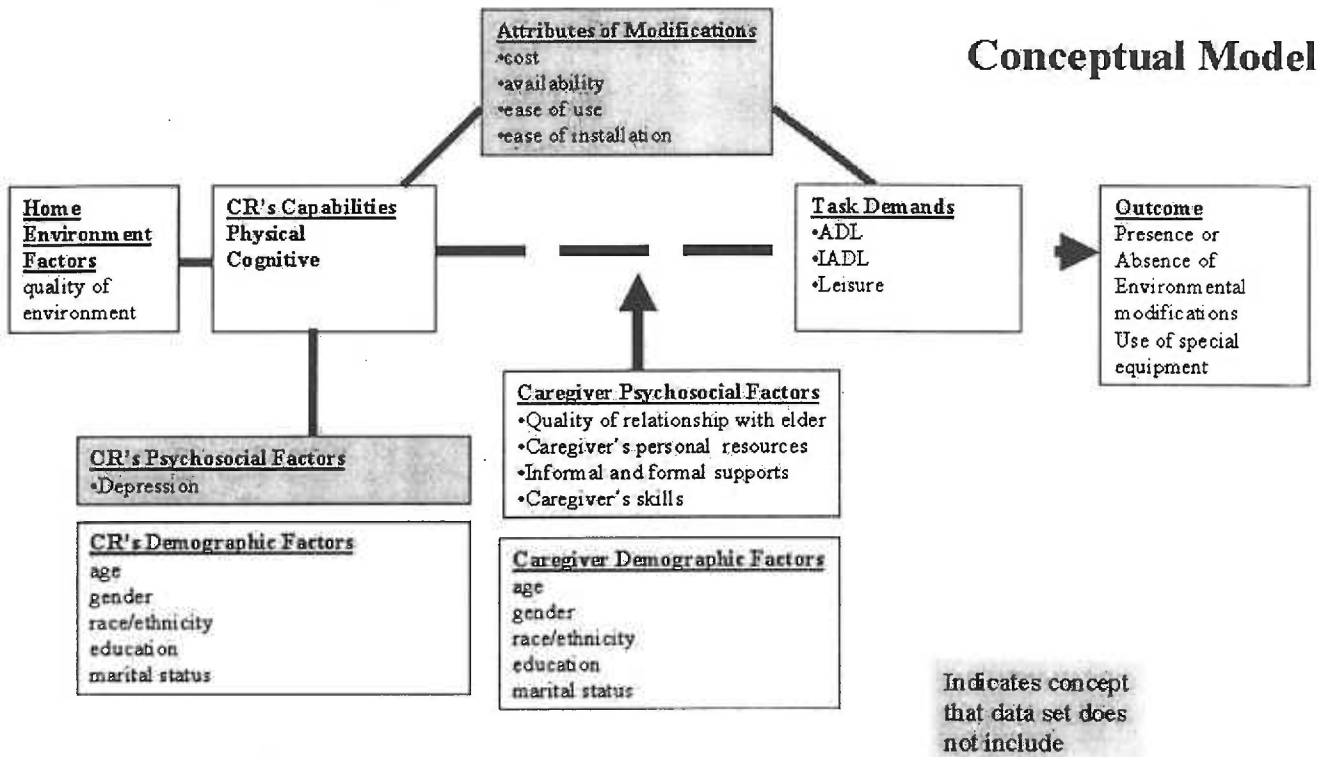 Conceptual Model
Attributes of Modifications
•cost
•availability
•ease of use
•ease of installation
Home
Environment
Factors
quality of
environment
CR's Capabilities
Physical
Cognitive
Task Demands
•ADL
•IADL
•Leisure
Outcome
Presence or
Absence of
Environmental
modifications
Use of special
equipment
CR's Psychosocial Factors
•Depression
CR's Demographic Factors
age
gender
race/ethnicity
education
marital status
Caregiver Psychosocial Factors
•Quality of relationship with elder
•Caregiver's personal resources
•Informal and formal supports
•Caregiver's skills
Caregiver Demographic Factors
age
gender
race/ethnicity
education
marital status
Indicates concept
that data set does
not include